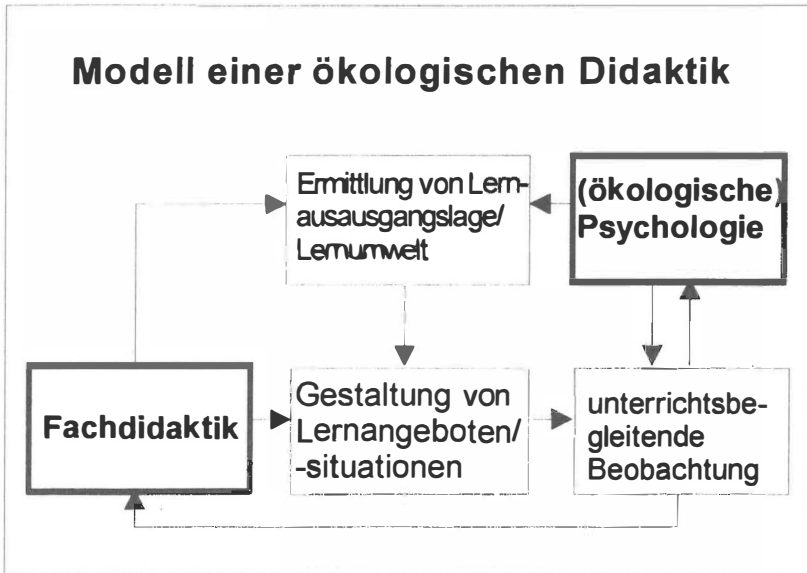 Modell einer ökologischen Didaktik
Ermittlung von Lern-
ausausgangslage/
Lernumwelt
(ökologische)
Psychologie
Fachdidaktik
Gestaltung von
Lernangeboten/
-situationen
unterrichtsbe-
gleitende
Beobachtung